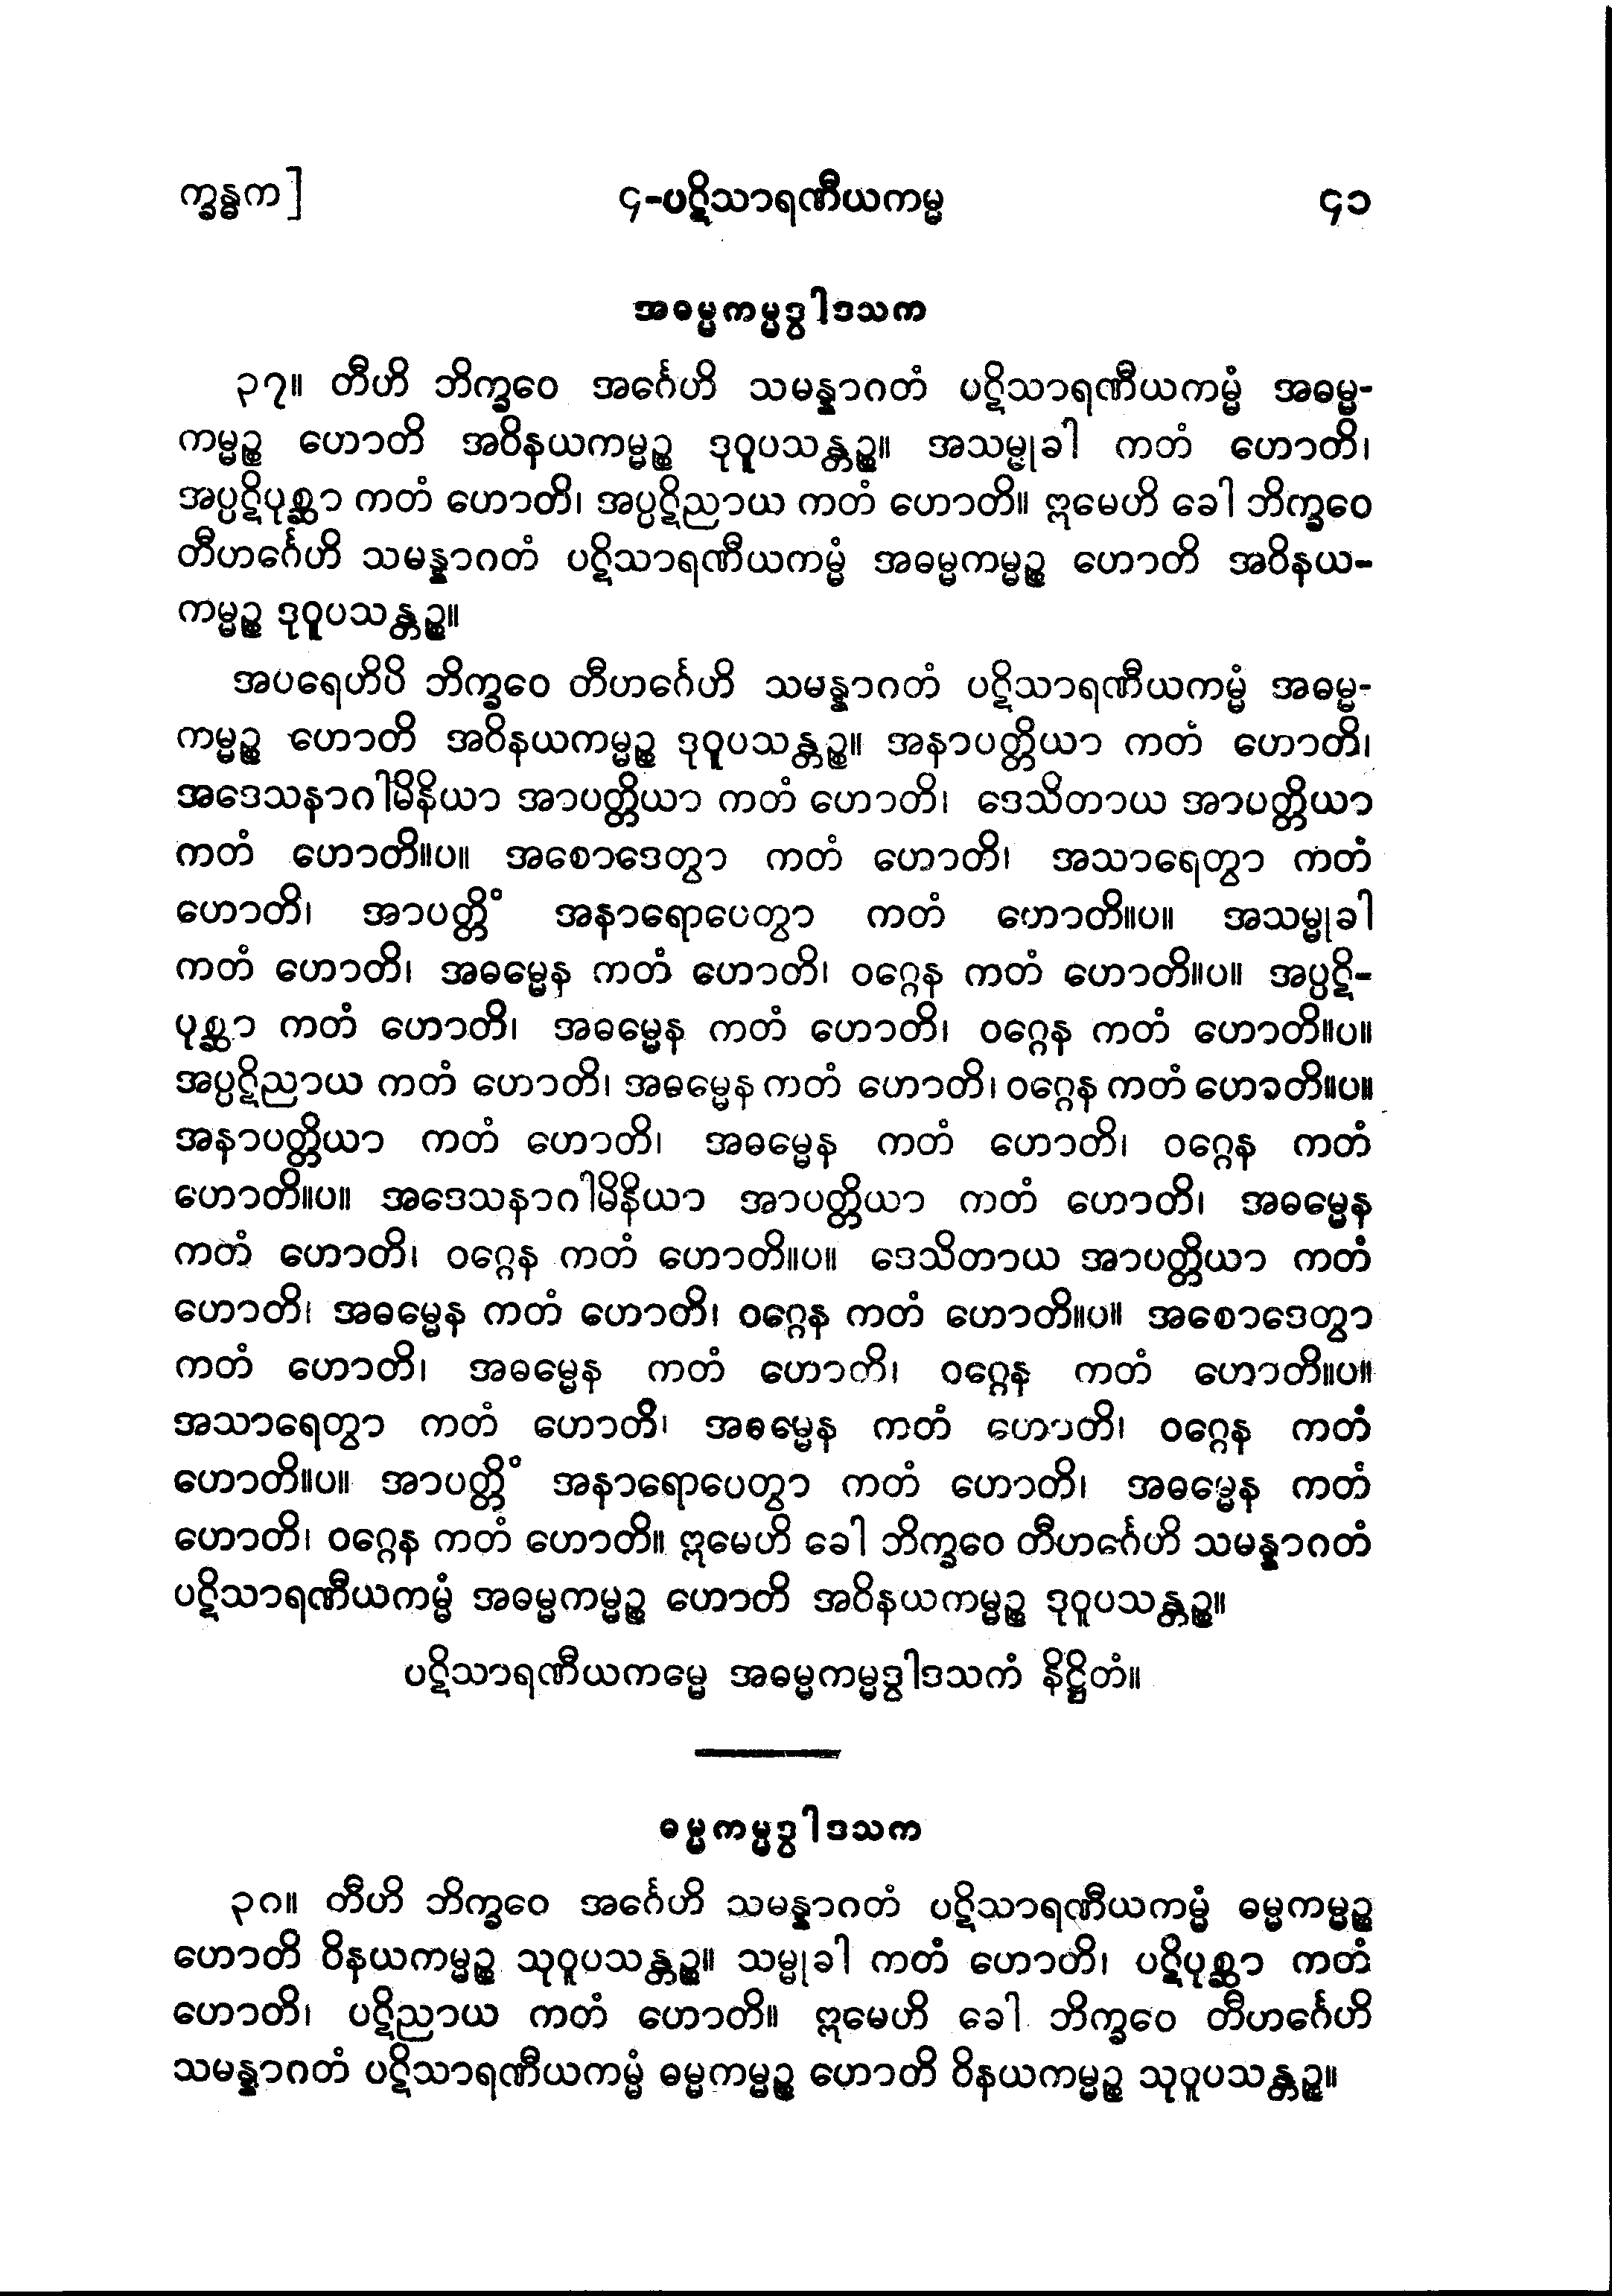 က္ခန္ဓက] ၄-ပဋိသာရဏီယကမ္မ ၄၁
အဓမ္မကမ္မဒွါဒသက
၃၇။ တီဟိ ဘိက္ခဝေ အင်္ဂေဟိ သမန္နာဂတံ ပဋိသာရဏီယကမ္မံ အဓမ္မ-
ကမ္မဉ္စ ဟောတိ အဝိနယကမ္မဉ္စ ဒုဝူပသန္တဉ္စ။ အသမ္မုခါ ကတံ ဟောတိ၊
အပ္ပဋိပုစ္ဆာ ကတံ ဟောတိ၊ အပ္ပဋိညာယ ကတံ ဟောတိ။ ဣမေဟိ ခေါ ဘိက္ခဝေ
တီဟင်္ဂေဟိ သမန္နာဂတံ ပဋိသာရဏီယကမ္မံ အဓမ္မကမ္မဉ္စ ဟောတိ အဝိနယ-
ကမ္မဉ္စ ဒုဝူပသန္တဉ္စ။
အပရေဟိပိ ဘိက္ခဝေ တီဟင်္ဂေဟိ သမန္နာဂတံ ပဋိသာရဏီယကမ္မံ အဓမ္မ-
ကမ္မဉ္စ ဟောတိ အဝိနယကမ္မဉ္စ ဒုဝူပသန္တဉ္စ။ အနာပတ္တိယာ ကတံ ဟောတိ၊
အဒေသနာဂါမိနိယာ အာပတ္တိယာ ကတံ ဟောတိ၊ ဒေသိတာယ အာပတ္တိယာ
ကတံ ဟောတိ။ပ။ အစောဒေတွာ ကတံ ဟောတိ၊ အသာရေတွာ ကတံ
ဟောတိ၊ အာပတ္တိံ အနာရောပေတွာ ကတံ ဟောတိ။ပ။ အသမ္မုခါ
ကတံ ဟောတိ၊ အဓမ္မေန ကတံ ဟောတိ၊ ဝဂ္ဂေန ကတံ ဟောတိ။ပ။ အပ္ပဋိ-
ပုစ္ဆာ ကတံ ဟောတိ၊ အဓမ္မေန ကတံ ဟောတိ၊ ဝဂ္ဂေန ကတံ ဟောတိ။ပ။
အပ္ပဋိညာယ ကတံ ဟောတိ၊ အဓမ္မေန ကတံ ဟောတိ၊ ဝဂ္ဂေန ကတံ ဟောတိ။ပ။
အနာပတ္တိယာ ကတံ ဟောတိ၊ အဓမ္မေန ကတံ ဟောတိ၊ ဝဂ္ဂေန ကတံ
ဟောတိ။ပ။ အဒေသနာဂါမိနိယာ အာပတ္တိယာ ကတံ ဟောတိ၊ အဓမ္မေန
ကတံ ဟောတိ၊ ဝဂ္ဂေန ကတံ ဟောတိ။ပ။ ဒေသိတာယ အာပတ္တိယာ ကတံ
ဟောတိ၊ အဓမ္မေန ကတံ ဟောတိ၊ ဝဂ္ဂေန ကတံ ဟောတိ။ပ။ အစောဒေတွာ
ကတံ ဟောတိ၊ အဓမ္မေန ကတံ ဟောတိ၊ ဝဂ္ဂေန ကတံ ဟောတိ။ပ။
အသာရေတွာ ကတံ ဟောတိ၊ အဓမ္မေန ကတံ ဟောတိ၊ ဝဂ္ဂေန ကတံ
ဟောတိ။ပ။ အာပတ္တိံ အနာရောပေတွာ ကတံ ဟောတိ၊ အဓမ္မေန ကတံ
ဟောတိ၊ ဝဂ္ဂေန ကတံ ဟောတိ။ ဣမေဟိ ခေါ ဘိက္ခဝေ တီဟင်္ဂေဟိ သမန္နာဂတံ
ပဋိသာရဏီယကမ္မံ အဓမ္မကမ္မဉ္စ ဟောတိ အဝိနယကမ္မဉ္စ ဒုဝူပသန္တဉ္စ။
ပဋိသာရဏီယကမ္မေ အဓမ္မကမ္မဒွါဒသကံ နိဋ္ဌိတံ။
ဓမ္မကမ္မဒွါဒသက
၃၈။ တီဟိ ဘိက္ခဝေ အင်္ဂေဟိ သမန္နာဂတံ ပဋိသာရဏီယကမ္မံ ဓမ္မကမ္မဉ္စ
ဟောတိ ဝိနယကမ္မဉ္စ သုဝူပသန္တဉ္စ။ သမ္မုခါ ကတံ ဟောတိ၊ ပဋိပုစ္ဆာ ကတံ
ဟောတိ၊ ပဋိညာယ ကတံ ဟောတိ။ ဣမေဟိ ခေါ ဘိက္ခဝေ တီဟင်္ဂေဟိ
သမန္နာဂတံ ပဋိသာရဏီယကမ္မံ ဓမ္မကမ္မဉ္စ ဟောတိ ဝိနယကမ္မဉ္စ သုဝူပသန္တဉ္စ။